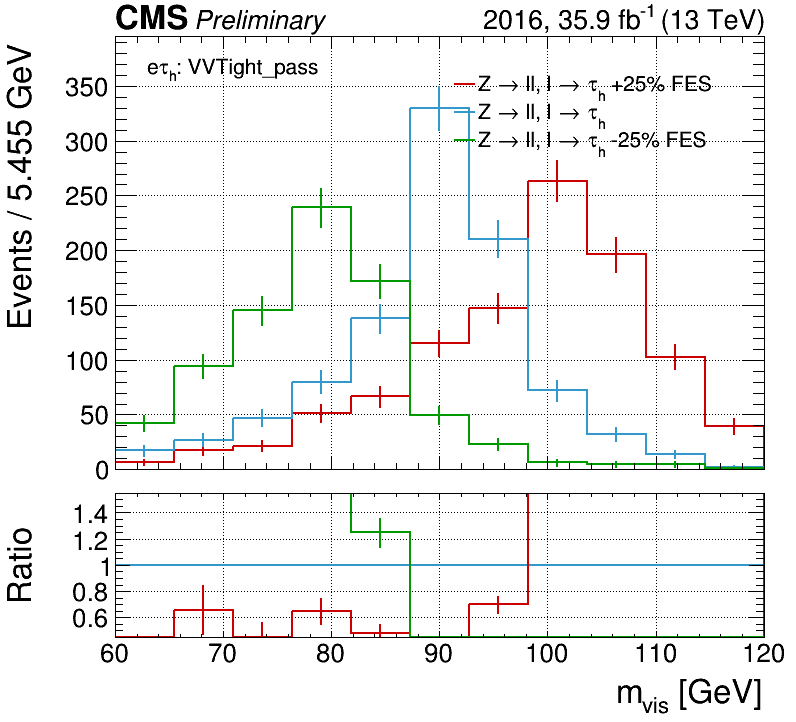 CMS Preliminary 2016, 35.9 fb⁻¹ (13 TeV)
eτₕ: VVTight_pass
Z → ll, l → τₕ +25% FES
Z → ll, l → τₕ
Z → ll, l → τₕ -25% FES
Events / 5.455 GeV
350
300
250
200
150
100
50
0
Ratio
1.4
1.2
1
0.8
0.6
60 70 80 90 100 110 120
m_vis [GeV]